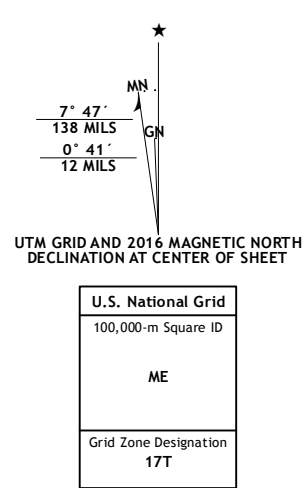 ★
MN
7° 47´
138 MILS
GN
0° 41´
12 MILS
UTM GRID AND 2016 MAGNETIC NORTH
DECLINATION AT CENTER OF SHEET
U.S. National Grid
100,000-m Square ID
ME
Grid Zone Designation
17T